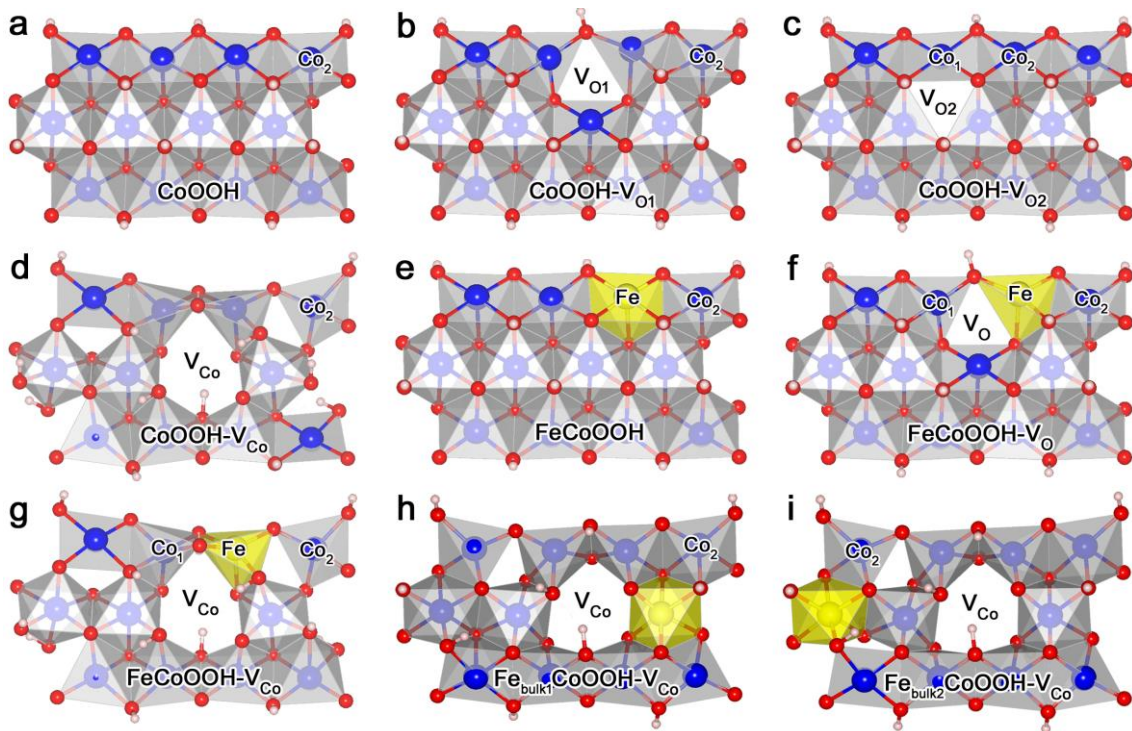 a
Co2
CoOOH
b
Co2
VO1
CoOOH-VO1
c
Co1
Co2
VO2
CoOOH-VO2
d
Co2
VCo
CoOOH-VCo
e
Fe
Co2
FeCoOOH
f
Co1
Fe
Co2
VO
FeCoOOH-VO
g
Co1
Fe
Co2
VCo
FeCoOOH-VCo
h
Co2
VCo
Febulk1CoOOH-VCo
i
Co2
VCo
Febulk2CoOOH-VCo